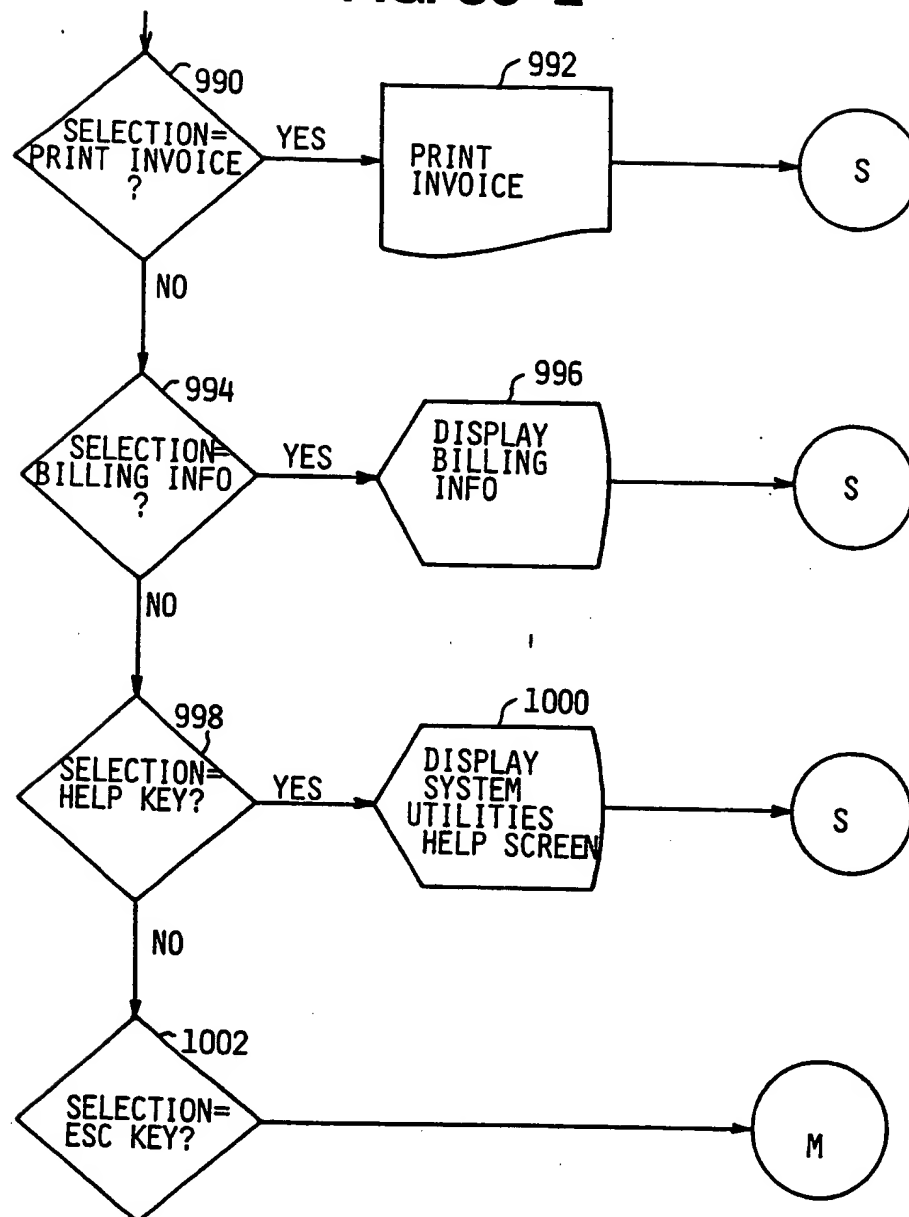 990
SELECTION=
PRINT INVOICE
?
YES
992
PRINT
INVOICE
S
NO
994
SELECTION=
BILLING INFO
?
YES
996
DISPLAY
BILLING
INFO
S
NO
998
SELECTION=
HELP KEY?
YES
1000
DISPLAY
SYSTEM
UTILITIES
HELP SCREEN
S
NO
1002
SELECTION=
ESC KEY?
M